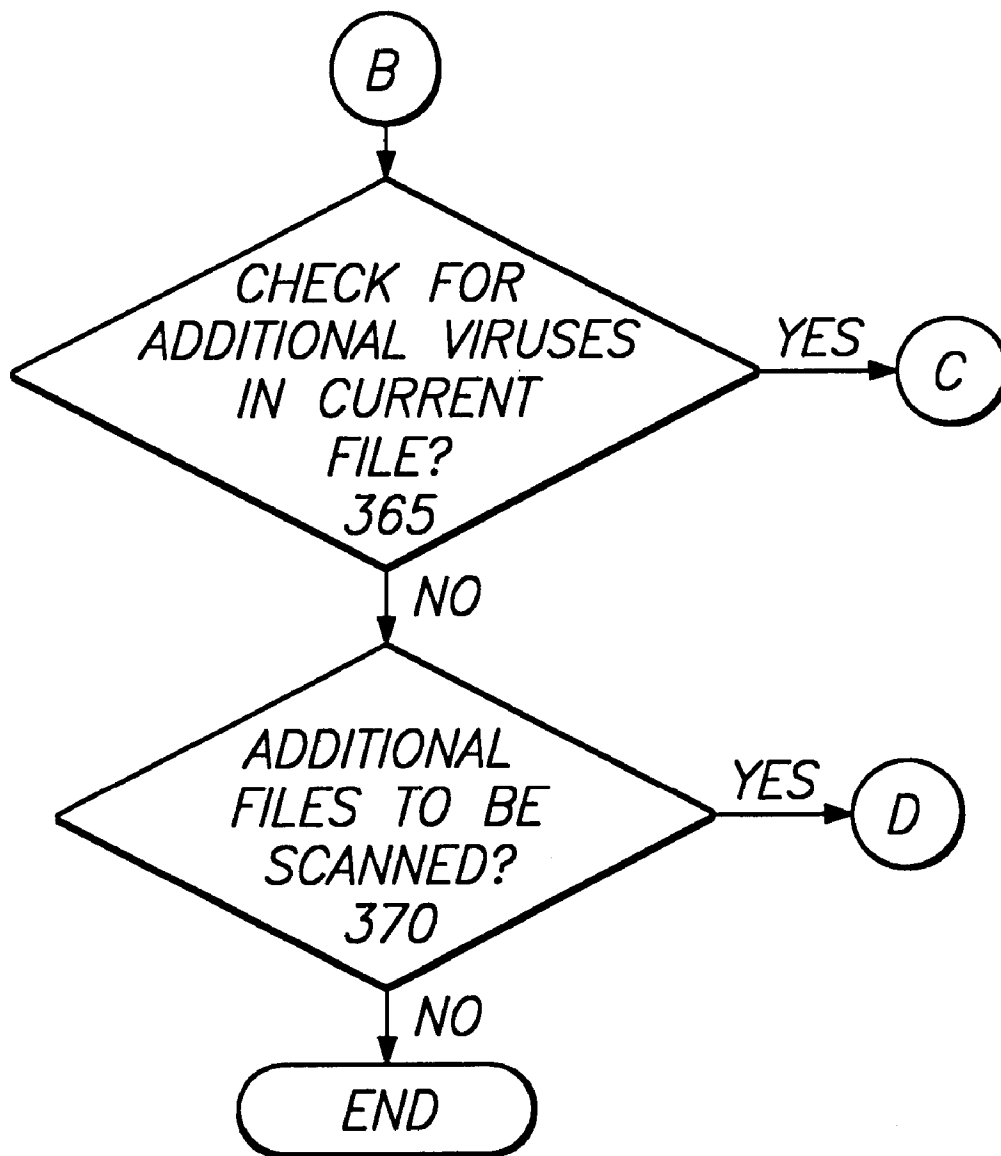 B
CHECK FOR
ADDITIONAL VIRUSES
IN CURRENT
FILE?
365
YES
C
NO
ADDITIONAL
FILES TO BE
SCANNED?
370
YES
D
NO
END